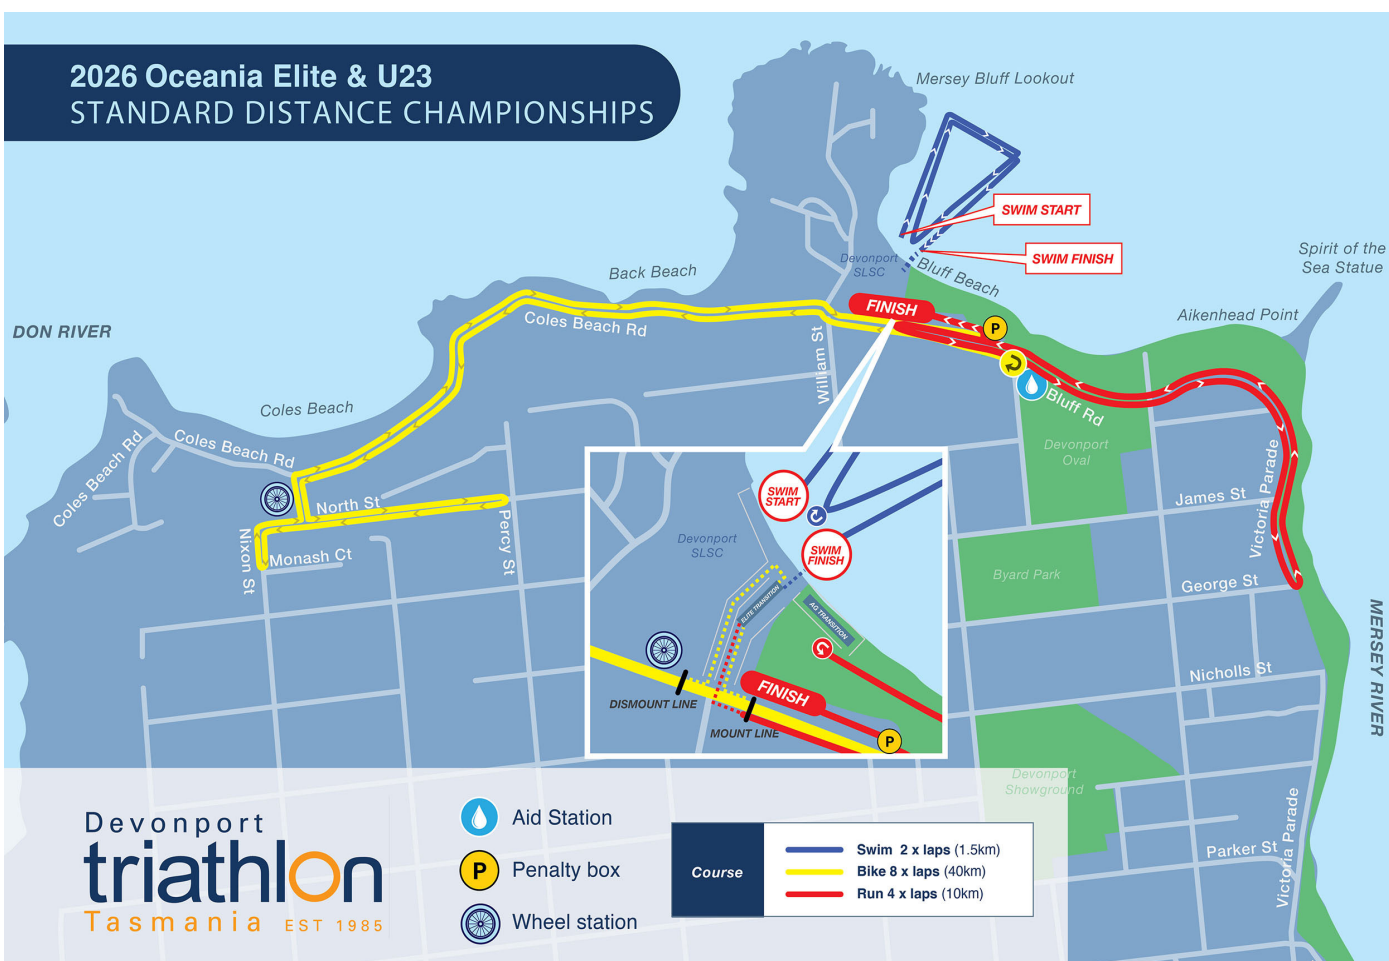 2026 Oceania Elite & U23
STANDARD DISTANCE CHAMPIONSHIPS
Mersey Bluff Lookout
SWIM START
SWIM FINISH
Spirit of the
Sea Statue
Devonport
SLSC
Bluff Beach
Back Beach
FINISH
Aikenhead Point
DON RIVER
Coles Beach Rd
P
William St
Bluff Rd
Coles Beach
Coles Beach Rd
Coles Beach Rd
Devonport
Oval
Victoria Parade
James St
North St
Percy St
Nixon St
Monash Ct
Byard Park
George St
MERSEY RIVER
Nicholls St
SWIM
START
SWIM
FINISH
Devonport
SLSC
ELITE TRANSITION
AG TRANSITION
FINISH
DISMOUNT LINE
MOUNT LINE
P
Devonport
Showground
Parker St
Victoria Parade
Devonport
triathlon
Tasmania EST 1985
Aid Station
P Penalty box
Wheel station
Course
Swim 2 x laps (1.5km)
Bike 8 x laps (40km)
Run 4 x laps (10km)